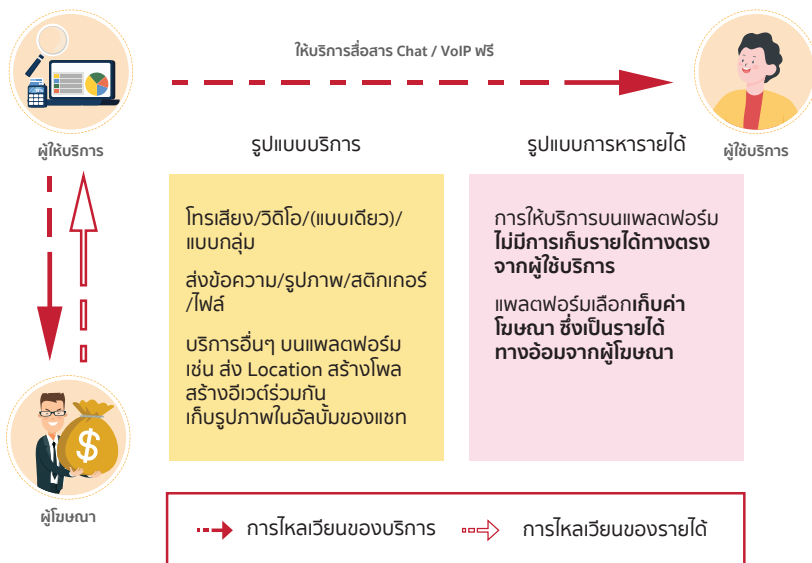 ให้บริการสื่อสาร Chat / VoIP ฟรี
ผู้ให้บริการ
รูปแบบบริการ
รูปแบบการหารายได้
ผู้ใช้บริการ
โทรเสียง/วิดิโอ/(แบบเดียว)/
แบบกลุ่ม
ส่งข้อความ/รูปภาพ/สติกเกอร์
/ไฟล์
บริการอื่นๆ บนแพลตฟอร์ม
เช่น ส่ง Location สร้างโพล
สร้างอีเวต์ร่วมกัน
เก็บรูปภาพในอัลบั้มของแชท
การให้บริการบนแพลตฟอร์ม
ไม่มีการเก็บรายได้ทางตรง
จากผู้ใช้บริการ
แพลตฟอร์มเลือกเก็บค่า
โฆษณา ซึ่งเป็นรายได้
ทางอ้อมจากผู้โฆษณา
$
ผู้โฆษณา
การไหลเวียนของบริการ
การไหลเวียนของรายได้